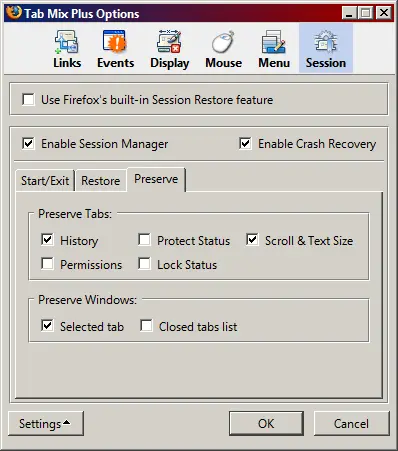 Tab Mix Plus Options
Links Events Display Mouse Menu Session
Use Firefox's built-in Session Restore feature
Enable Session Manager Enable Crash Recovery
Start/Exit Restore Preserve
Preserve Tabs:
History Protect Status Scroll & Text Size
Permissions Lock Status
Preserve Windows:
Selected tab Closed tabs list
Settings OK Cancel